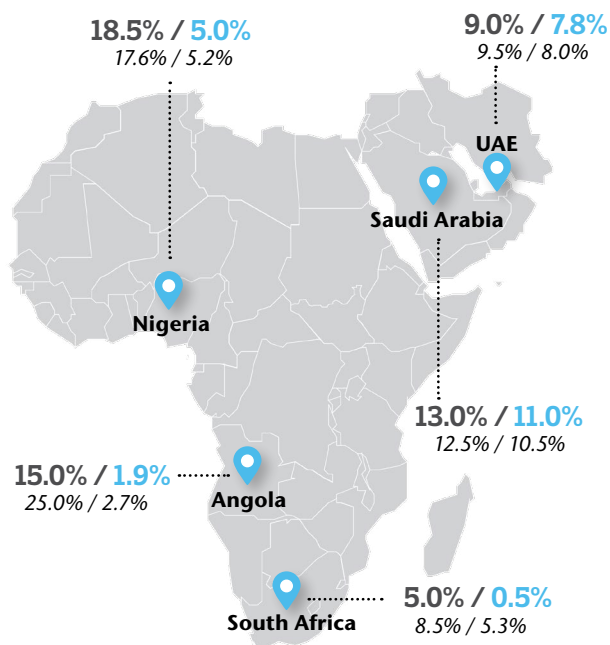 18.5% / 5.0%
17.6% / 5.2%
9.0% / 7.8%
9.5% / 8.0%
UAE
Saudi Arabia
Nigeria
13.0% / 11.0%
12.5% / 10.5%
15.0% / 1.9%
25.0% / 2.7%
Angola
5.0% / 0.5%
8.5% / 5.3%
South Africa